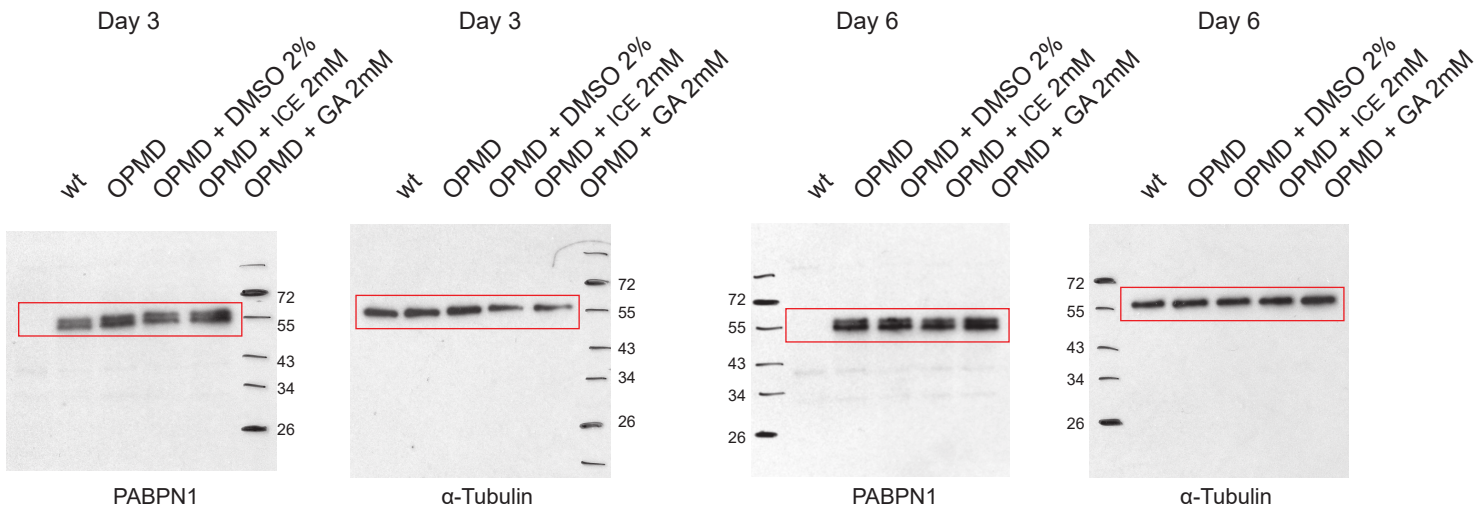 Day 3
Day 3
Day 6
Day 6
wt
OPMD
OPMD + DMSO 2%
OPMD + ICE 2mM
OPMD + GA 2mM
wt
OPMD
OPMD + DMSO 2%
OPMD + ICE 2mM
OPMD + GA 2mM
wt
OPMD
OPMD + DMSO 2%
OPMD + ICE 2mM
OPMD + GA 2mM
wt
OPMD
OPMD + DMSO 2%
OPMD + ICE 2mM
OPMD + GA 2mM
72
55
43
34
26
72
55
43
34
26
72
55
43
34
26
72
55
43
34
26
PABPN1
α-Tubulin
PABPN1
α-Tubulin